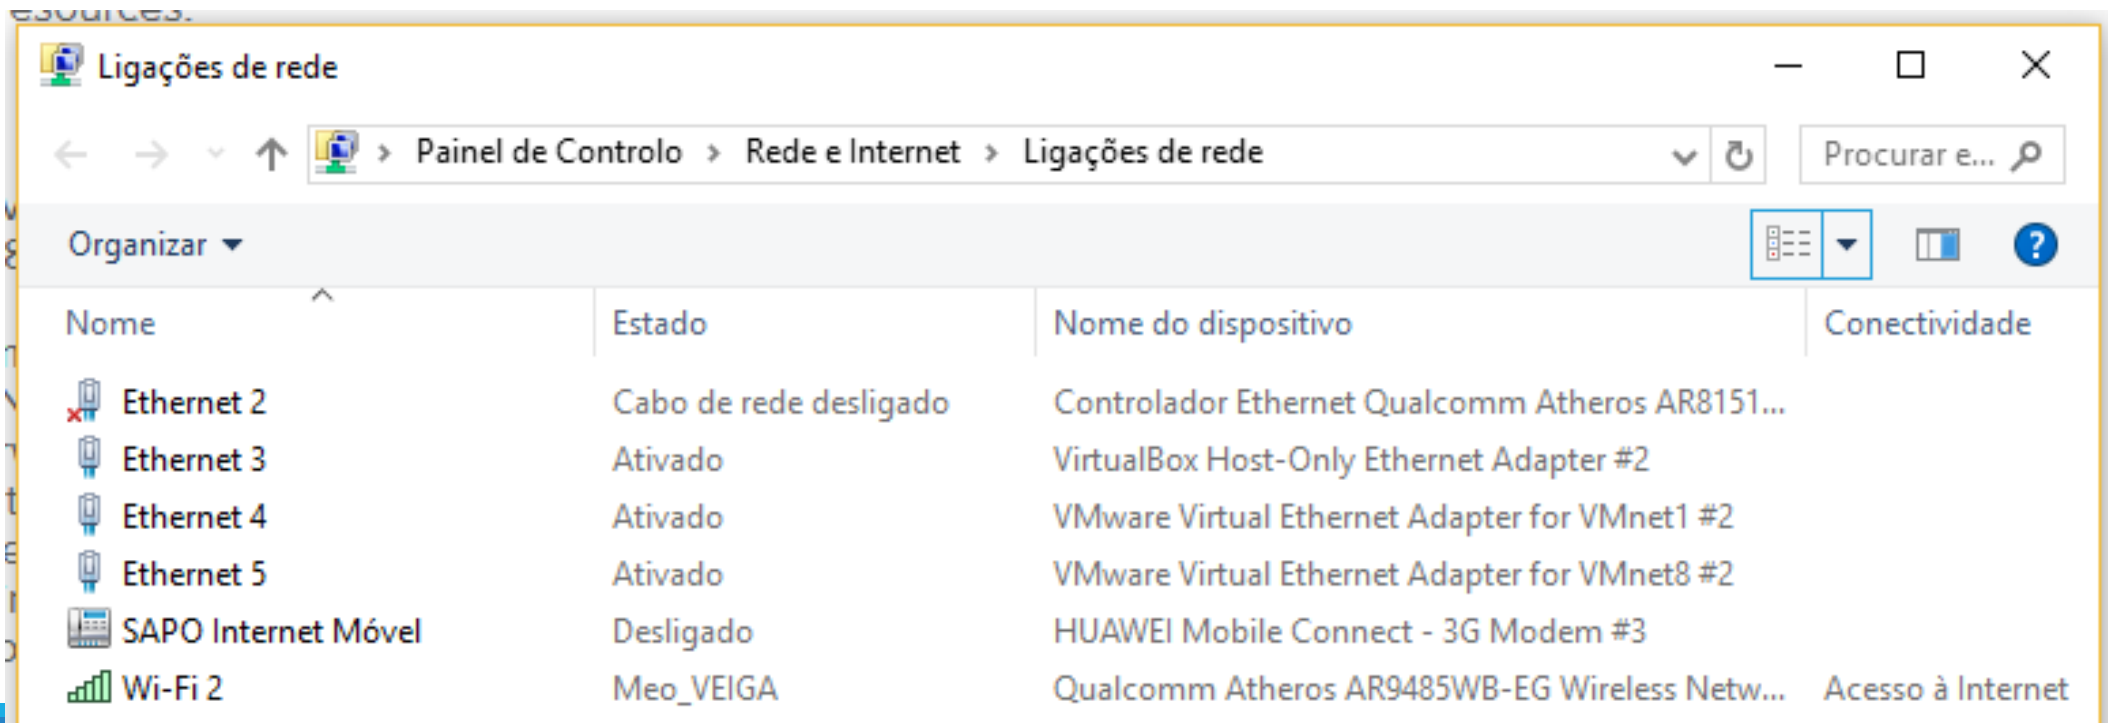 esources.
Ligações de rede
Painel de Controlo > Rede e Internet > Ligações de rede
Procurar e...
Organizar
?
Nome Estado Nome do dispositivo Conectividade
Ethernet 2 Cabo de rede desligado Controlador Ethernet Qualcomm Atheros AR8151...
Ethernet 3 Ativado VirtualBox Host-Only Ethernet Adapter #2
Ethernet 4 Ativado VMware Virtual Ethernet Adapter for VMnet1 #2
Ethernet 5 Ativado VMware Virtual Ethernet Adapter for VMnet8 #2
SAPO Internet Móvel Desligado HUAWEI Mobile Connect - 3G Modem #3
Wi-Fi 2 Meo_VEIGA Qualcomm Atheros AR9485WB-EG Wireless Netw... Acesso à Internet